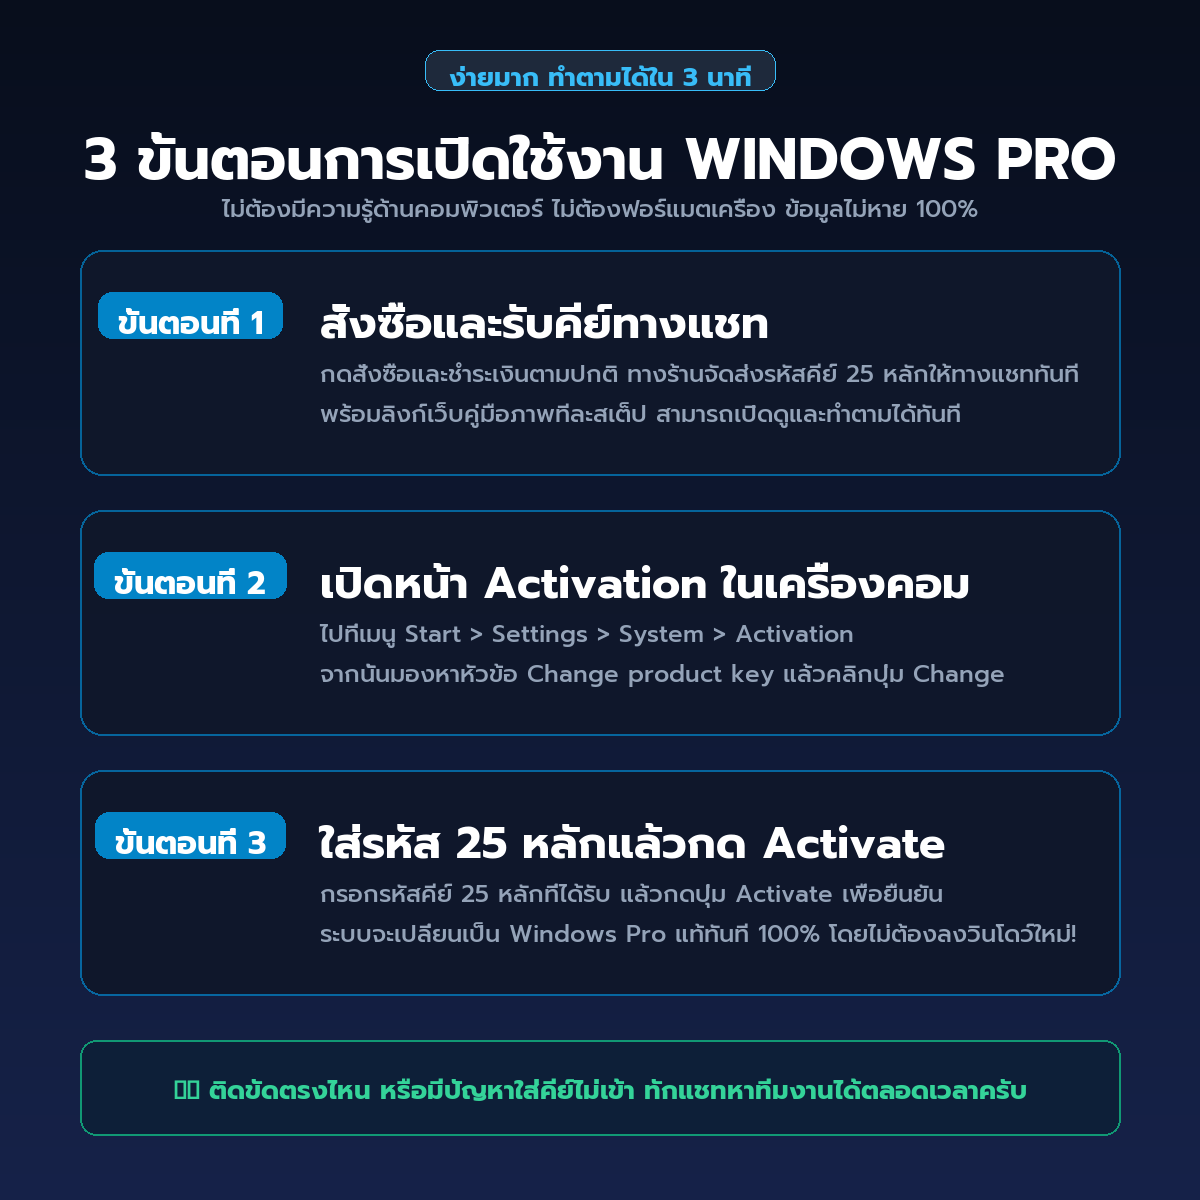 ง่ายมาก ทำตามได้ใน 3 นาที
3 ขั้นตอนการเปิดใช้งาน WINDOWS PRO
ไม่ต้องมีความรู้ด้านคอมพิวเตอร์ ไม่ต้องฟอร์แมตเครื่อง ข้อมูลไม่หาย 100%
ขั้นตอนที่ 1
สั่งซื้อและรับคีย์ทางแชท
กดสั่งซื้อและชำระเงินตามปกติ ทางร้านจัดส่งรหัสคีย์ 25 หลักให้ทางแชททันที
พร้อมลิงก์เว็บคู่มือภาพทีละสเต็ป สามารถเปิดดูและทำตามได้ทันที
ขั้นตอนที่ 2
เปิดหน้า Activation ในเครื่องคอม
ไปที่เมนู Start > Settings > System > Activation
จากนั้นมองหาหัวข้อ Change product key แล้วคลิกปุ่ม Change
ขั้นตอนที่ 3
ใส่รหัส 25 หลักแล้วกด Activate
กรอกรหัสคีย์ 25 หลักที่ได้รับ แล้วกดปุ่ม Activate เพื่อยืนยัน
ระบบจะเปลี่ยนเป็น Windows Pro แท้ทันที 100% โดยไม่ต้องลงวินโดว์ใหม่!
ติดขัดตรงไหน หรือมีปัญหาใส่คีย์ไม่เข้า ทักแชทหาทีมงานได้ตลอดเวลาครับ